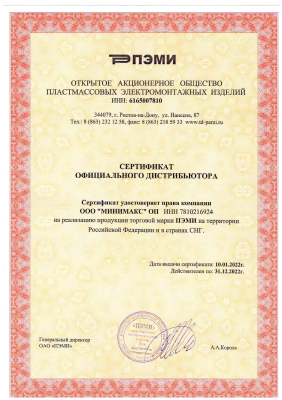 ПЭМИ
ОТКРЫТОЕ АКЦИОНЕРНОЕ ОБЩЕСТВО
ПЛАСТМАССОВЫХ ЭЛЕКТРОМОНТАЖНЫХ ИЗДЕЛИЙ
ИНН: 6165007810
344079, г. Ростов-на-Дону, ул. Нансена, 87
Тел.: 8 (863) 232 12 58, факс: 8 (863) 218 59 33 www.td-pemi.ru
СЕРТИФИКАТ
ОФИЦИАЛЬНОГО ДИСТРИБЬЮТОРА
Сертификат удостоверяет права компании
ООО "МИНИМАКС" ОП ИНН 7810216924
на реализацию продукции торговой марки ПЭМИ на территории
Российской Федерации и в странах СНГ.
Дата выдачи сертификата: 10.01.2022г.
Действителен по: 31.12.2022г.
«ПЭМИ»
Генеральный директор
ОАО «ПЭМИ»
А.А.Король